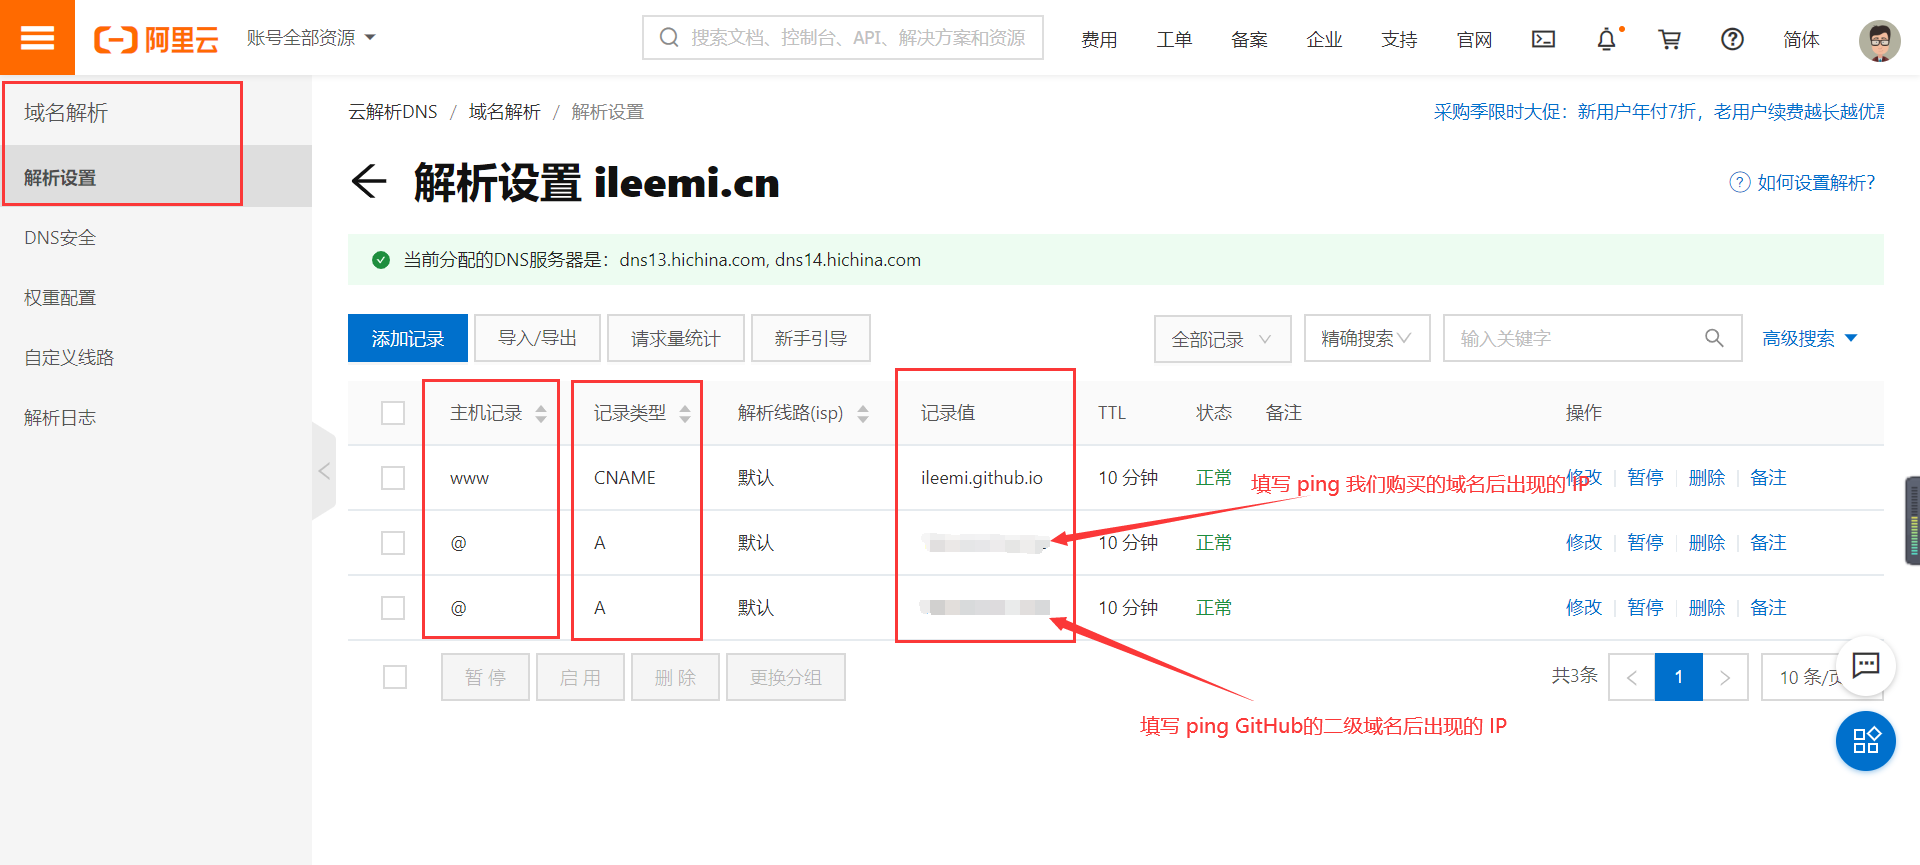 阿里云
账号全部资源
搜索文档、控制台、API、解决方案和资源
费用
工单
备案
企业
支持
官网
简体
域名解析
解析设置
DNS安全
权重配置
自定义线路
解析日志
云解析DNS / 域名解析 / 解析设置
采购季限时大促：新用户年付7折，老用户续费越长越优惠
解析设置 ileemi.cn
如何设置解析?
当前分配的DNS服务器是：dns13.hichina.com, dns14.hichina.com
添加记录
导入/导出
请求量统计
新手引导
全部记录
精确搜索
输入关键字
高级搜索
主机记录 记录类型 解析线路(isp) 记录值 TTL 状态 备注 操作
www CNAME 默认 ileemi.github.io 10 分钟 正常 修改 暂停 删除 备注
填写 ping 我们购买的域名后出现的 IP
@ A 默认 10 分钟 正常 修改 暂停 删除 备注
@ A 默认 10 分钟 正常 修改 暂停 删除 备注
暂 停
启 用
删 除
更换分组
共3条 < 1 > 10 条/页
填写 ping GitHub的二级域名后出现的 IP